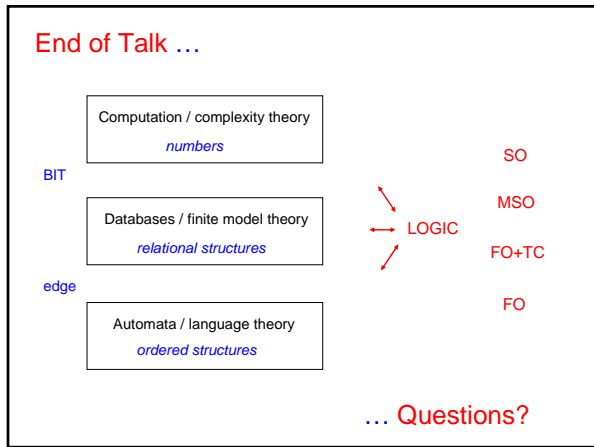 End of Talk …
Computation / complexity theory
numbers
BIT
Databases / finite model theory
relational structures
edge
Automata / language theory
ordered structures
LOGIC
SO
MSO
FO+TC
FO
… Questions?